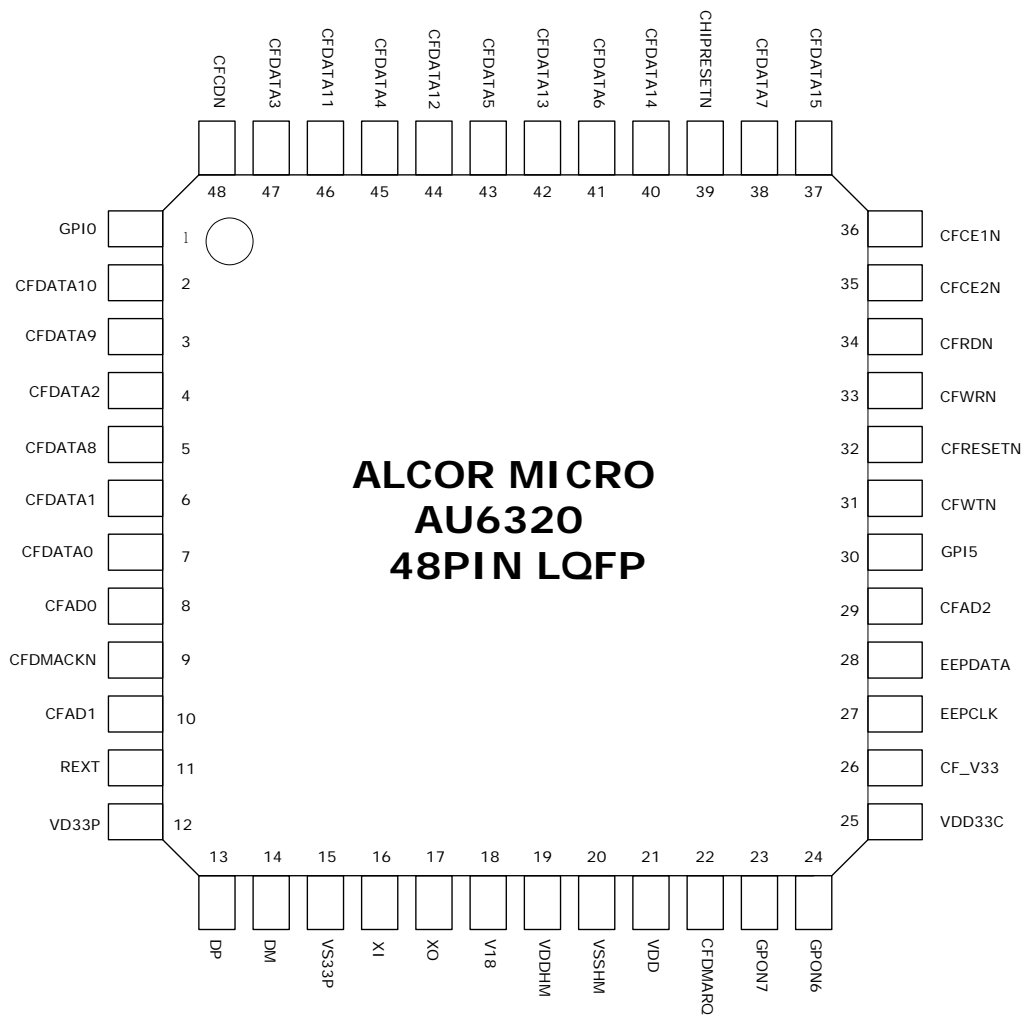 CFCDN
CFDATA3
CFDATA11
CFDATA4
CFDATA12
CFDATA5
CFDATA13
CFDATA6
CFDATA14
CHIPRESETN
CFDATA7
CFDATA15
48 47 46 45 44 43 42 41 40 39 38 37
GPI0 1
CFDATA10 2
CFDATA9 3
CFDATA2 4
CFDATA8 5
CFDATA1 6
CFDATA0 7
CFAD0 8
CFDMACKN 9
CFAD1 10
REXT 11
VD33P 12
ALCOR MICRO
AU6320
48PIN LQFP
36 CFCE1N
35 CFCE2N
34 CFRDN
33 CFWRN
32 CFRESETN
31 CFWTN
30 GPI5
29 CFAD2
28 EEPDATA
27 EEPCLK
26 CF_V33
25 VDD33C
13 14 15 16 17 18 19 20 21 22 23 24
DP
DM
VS33P
XI
XO
V18
VDDHM
VSSHM
VDD
CFDMARQ
GPON7
GPON6